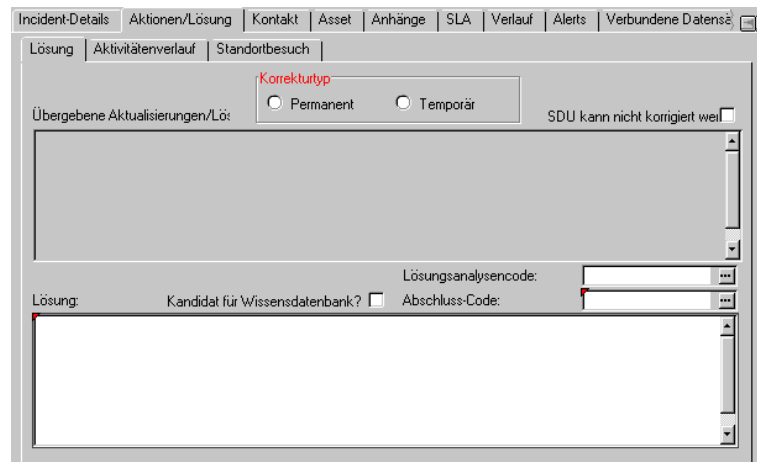 Incident-Details Aktionen/Lösung Kontakt Asset Anhänge SLA Verlauf Alerts Verbundene Datensä
Lösung Aktivitätenverlauf Standortbesuch
Korrekturtyp
Permanent Temporär
Übergebene Aktualisierungen/Lös SDU kann nicht korrigiert wer
Lösungsanalysencode:
Lösung: Kandidat für Wissensdatenbank? Abschluss-Code: